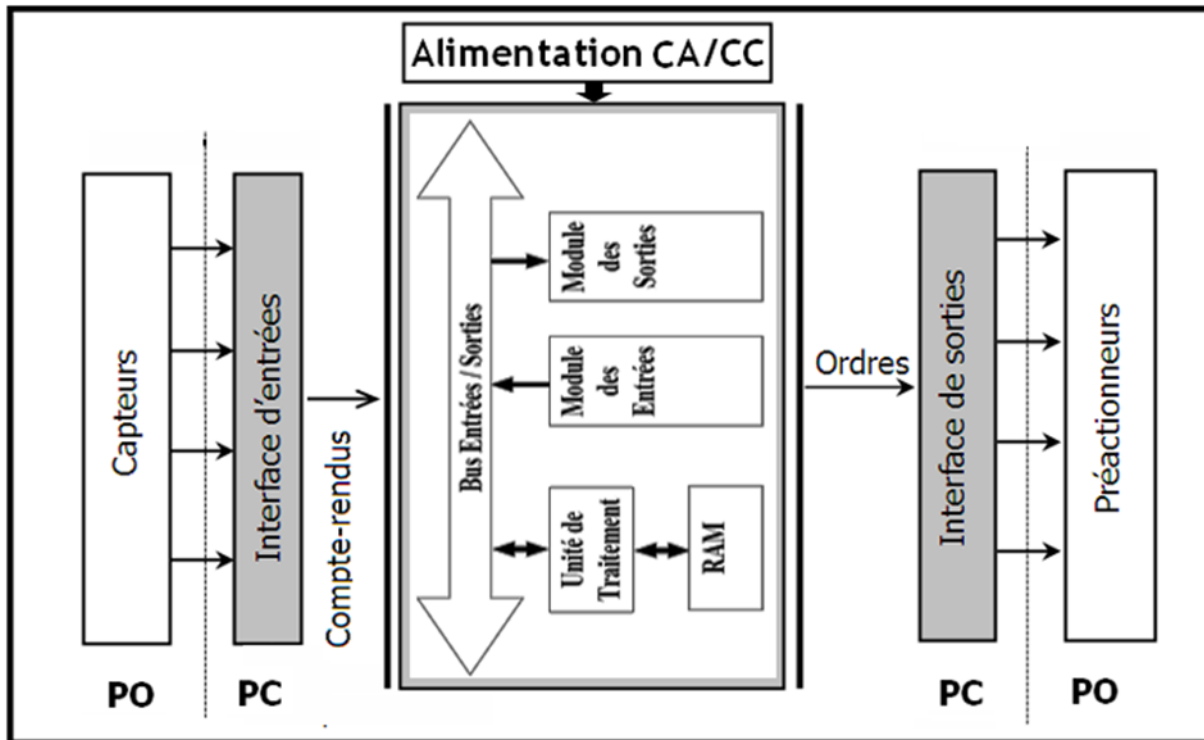 Alimentation CA/CC
Capteurs
Interface d'entrées
Compte-rendus
Bus Entrées / Sorties
Module
des
Sorties
Module
des
Entrées
Unité de
Traitement
RAM
Ordres
Interface de sorties
Préactionneurs
PO
PC
PC
PO